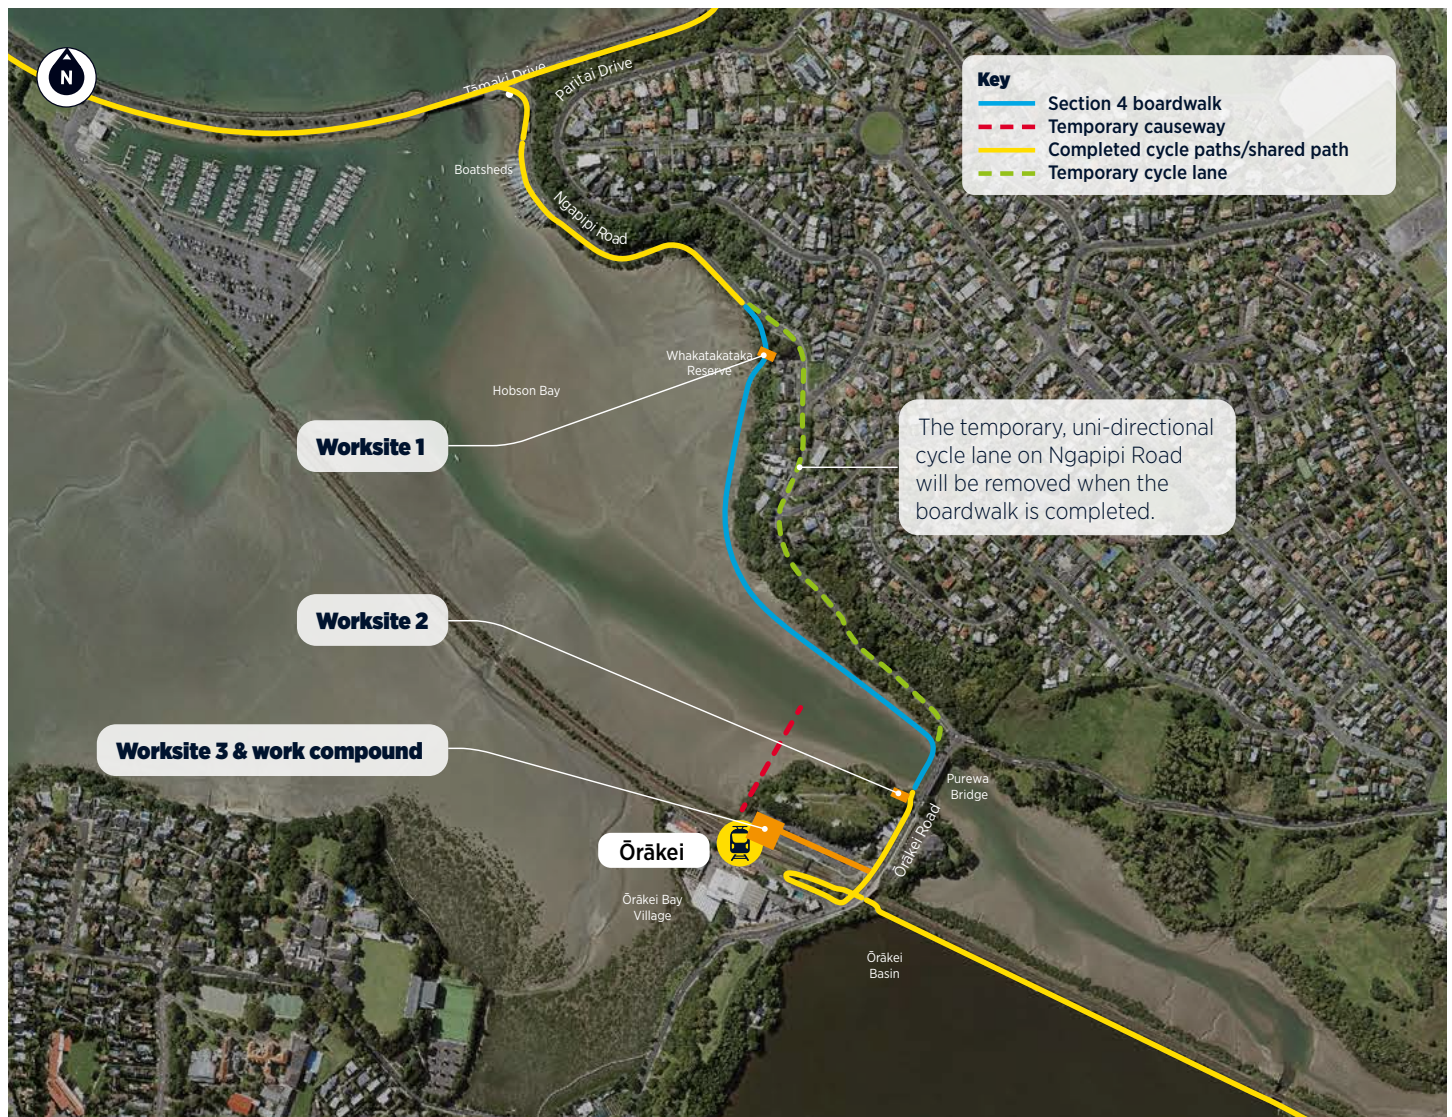 N
Tāmaki Drive
Paritai Drive
Key
Section 4 boardwalk
Temporary causeway
Completed cycle paths/shared path
Temporary cycle lane
Boatsheds
Ngapipi Road
Whakatakataka
Reserve
Hobson Bay
Worksite 1
The temporary, uni-directional
cycle lane on Ngapipi Road
will be removed when the
boardwalk is completed.
Worksite 2
Worksite 3 & work compound
Purewa
Bridge
Ōrākei Road
Ōrākei
Ōrākei Bay
Village
Ōrākei
Basin